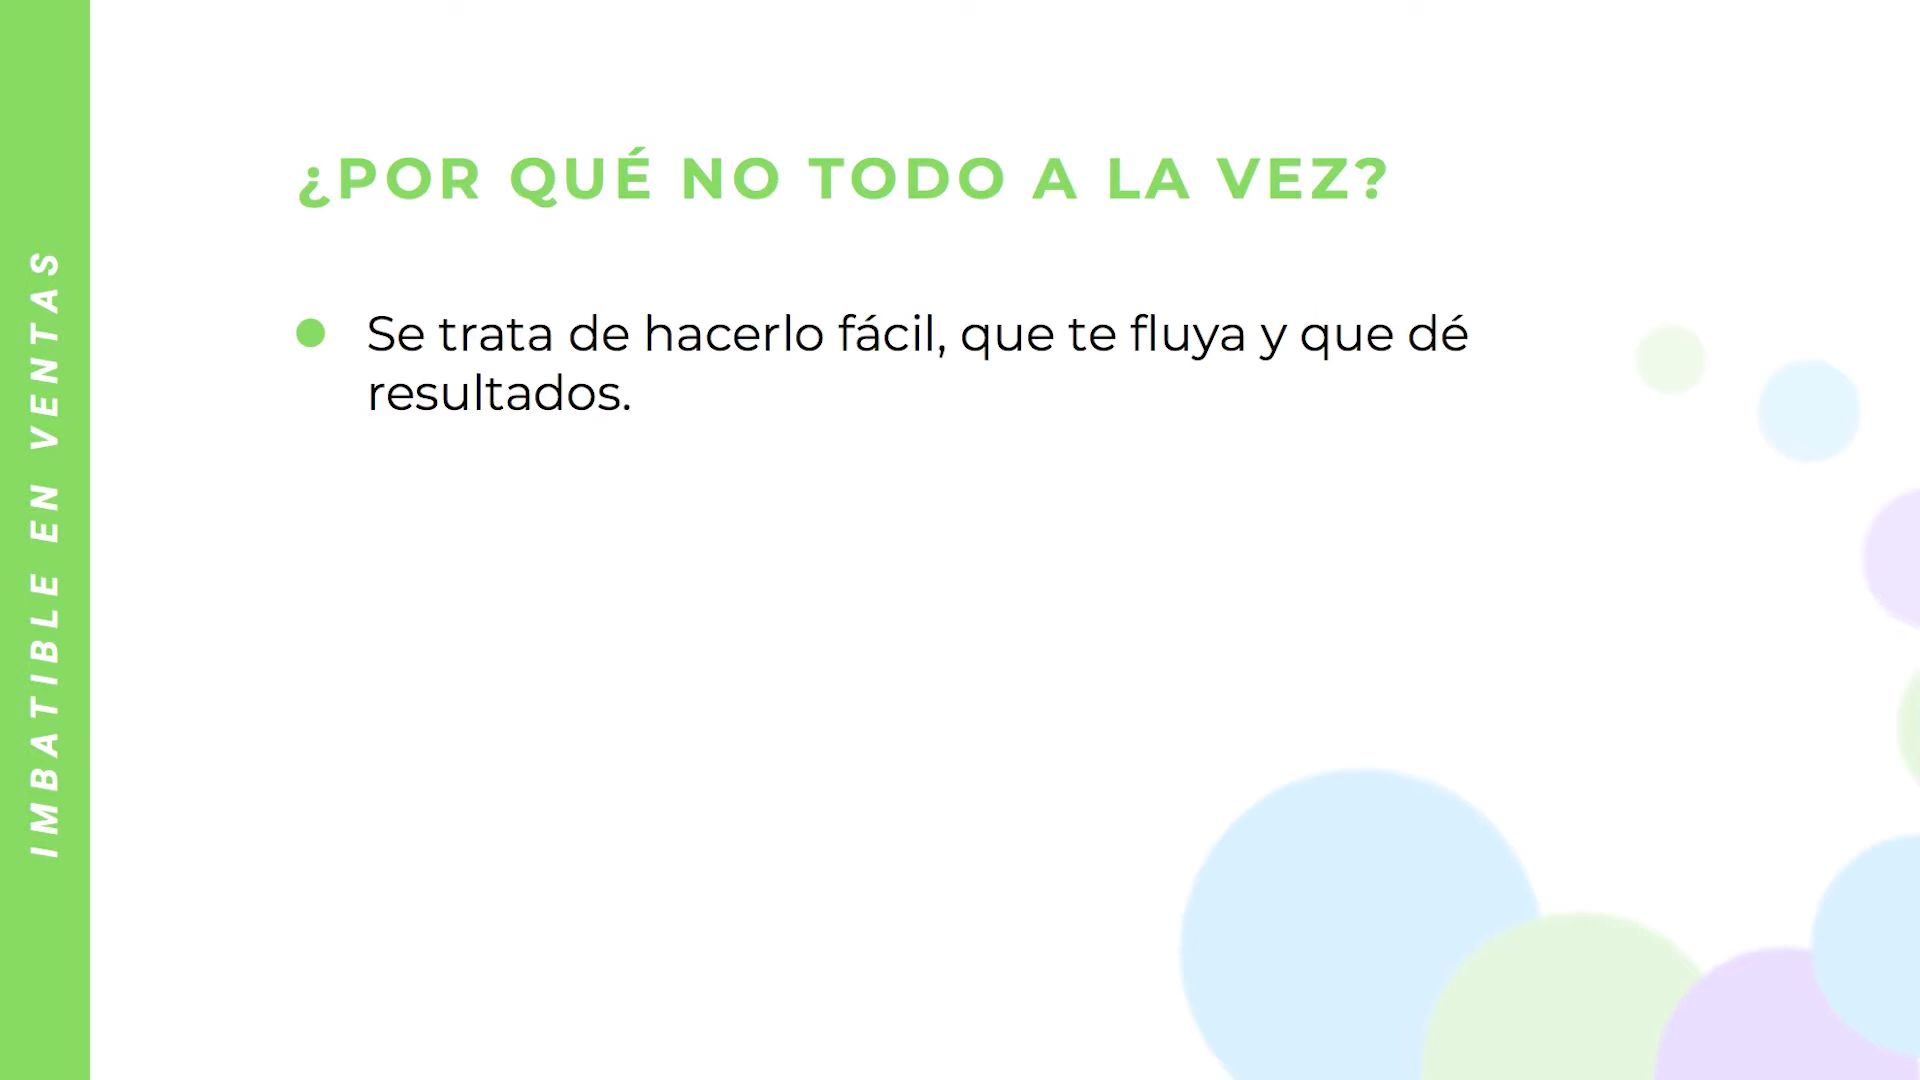 IMBATIBLE EN VENTAS
¿POR QUÉ NO TODO A LA VEZ?
Se trata de hacerlo fácil, que te fluya y que dé
resultados.